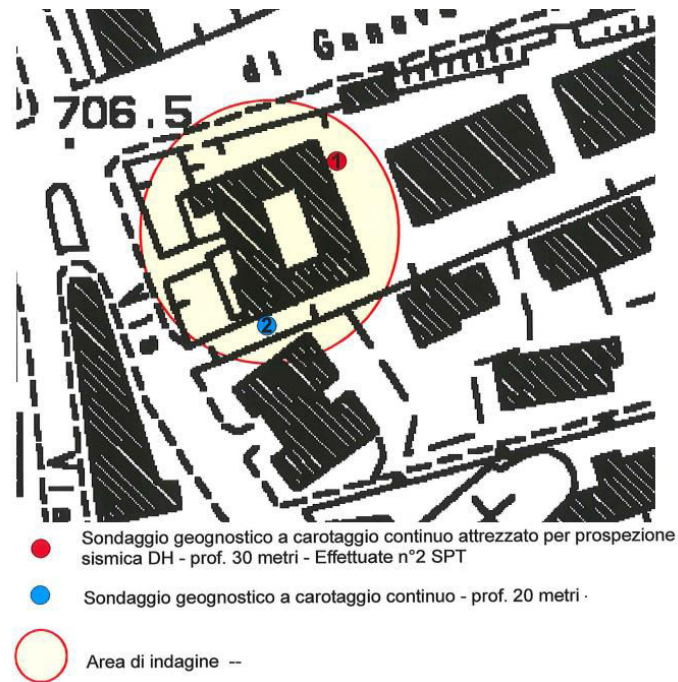 di Genova
706.5
1
2
Via
Sondaggio geognostico a carotaggio continuo attrezzato per prospezione
sismica DH - prof. 30 metri - Effettuate n°2 SPT
Sondaggio geognostico a carotaggio continuo - prof. 20 metri
Area di indagine --